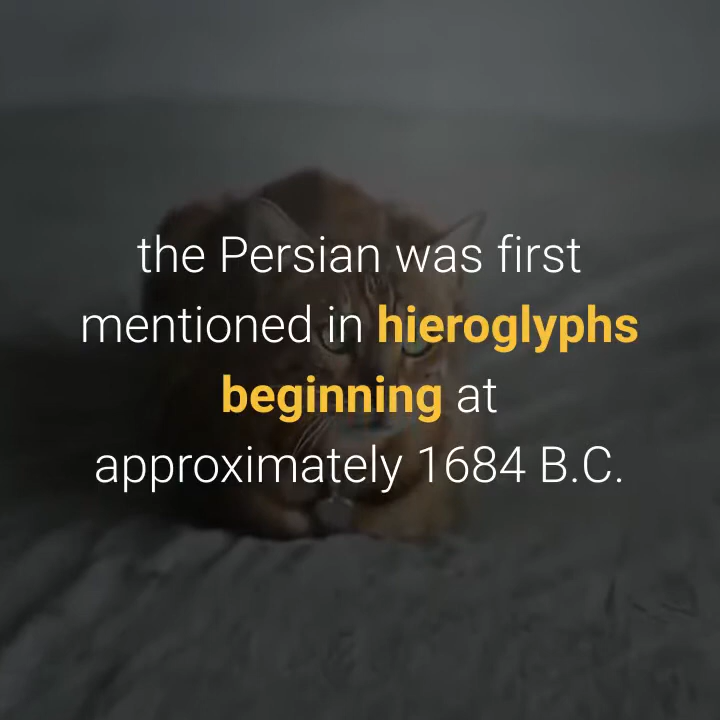 the Persian was first
mentioned in hieroglyphs
beginning at
approximately 1684 B.C.